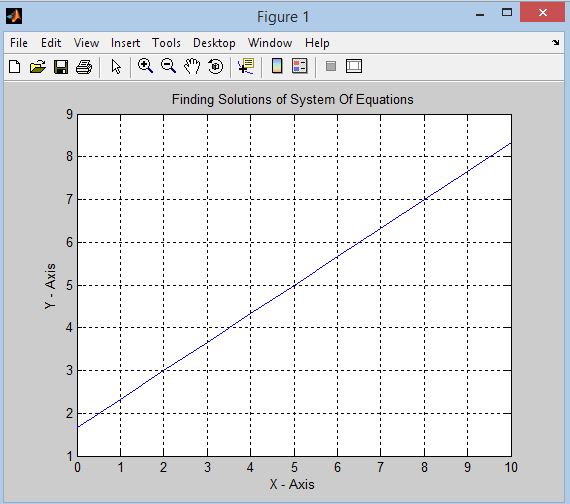 Figure 1
File Edit View Insert Tools Desktop Window Help
Finding Solutions of System Of Equations
9
8
7
6
5
4
3
2
1
Y - Axis
0 1 2 3 4 5 6 7 8 9 10
X - Axis